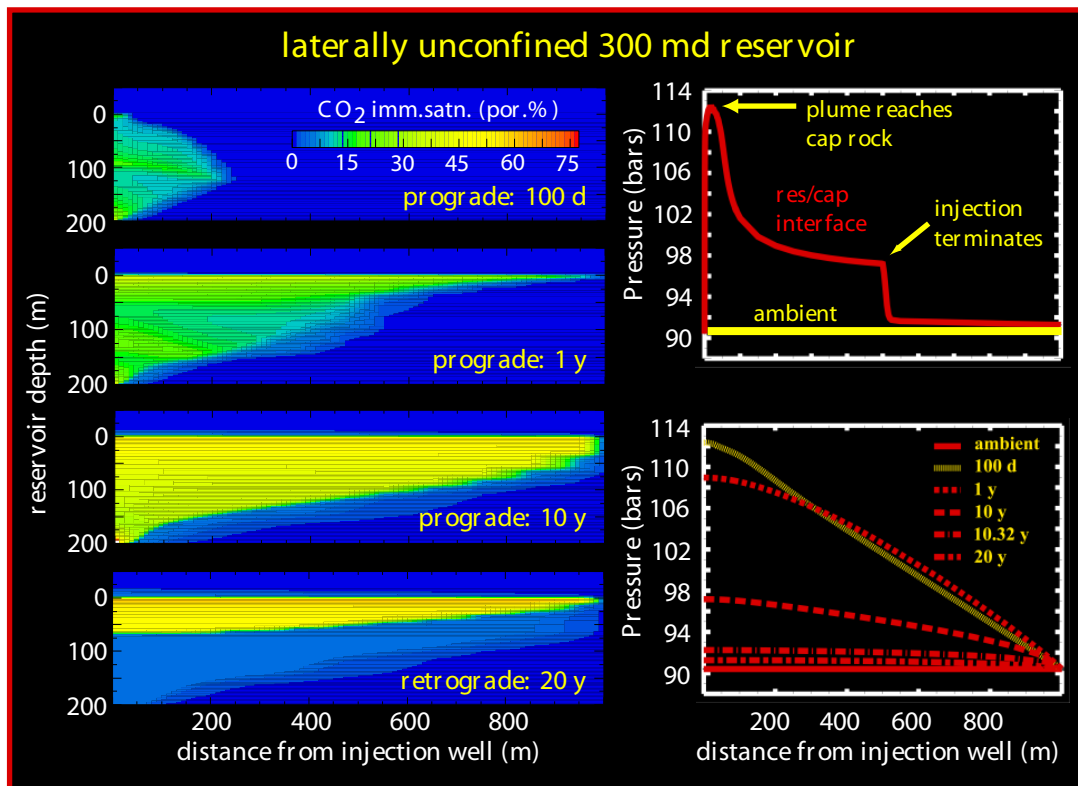 laterally unconfined 300 md reservoir
CO2 imm.satn. (por.%)
0 15 30 45 60 75
prograde: 100 d
0
100
200
prograde: 1 y
0
100
200
prograde: 10 y
0
100
200
retrograde: 20 y
0
100
200
reservoir depth (m)
200 400 600 800
distance from injection well (m)
114
110
106
102
98
94
90
Pressure (bars)
plume reaches
cap rock
res/cap
interface
injection
terminates
ambient
114
110
106
102
98
94
90
Pressure (bars)
ambient
100 d
1 y
10 y
10.32 y
20 y
200 400 600 800
distance from injection well (m)